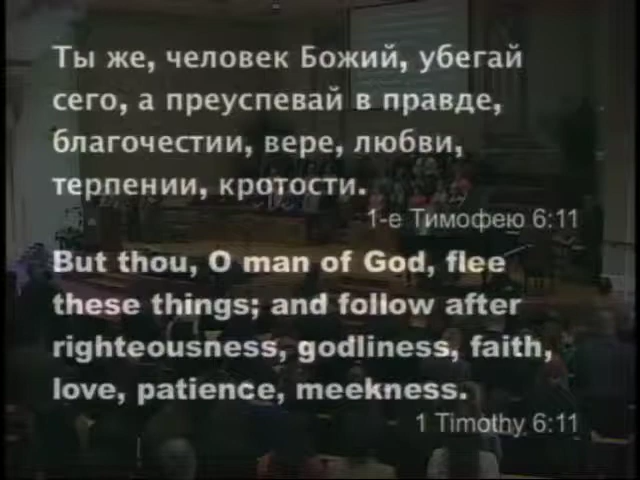 Ты же, человек Божий, убегай
сего, а преуспевай в правде,
благочестии, вере, любви,
терпении, кротости.
1-е Тимофею 6:11
But thou, O man of God, flee
these things; and follow after
righteousness, godliness, faith,
love, patience, meekness.
1 Timothy 6:11